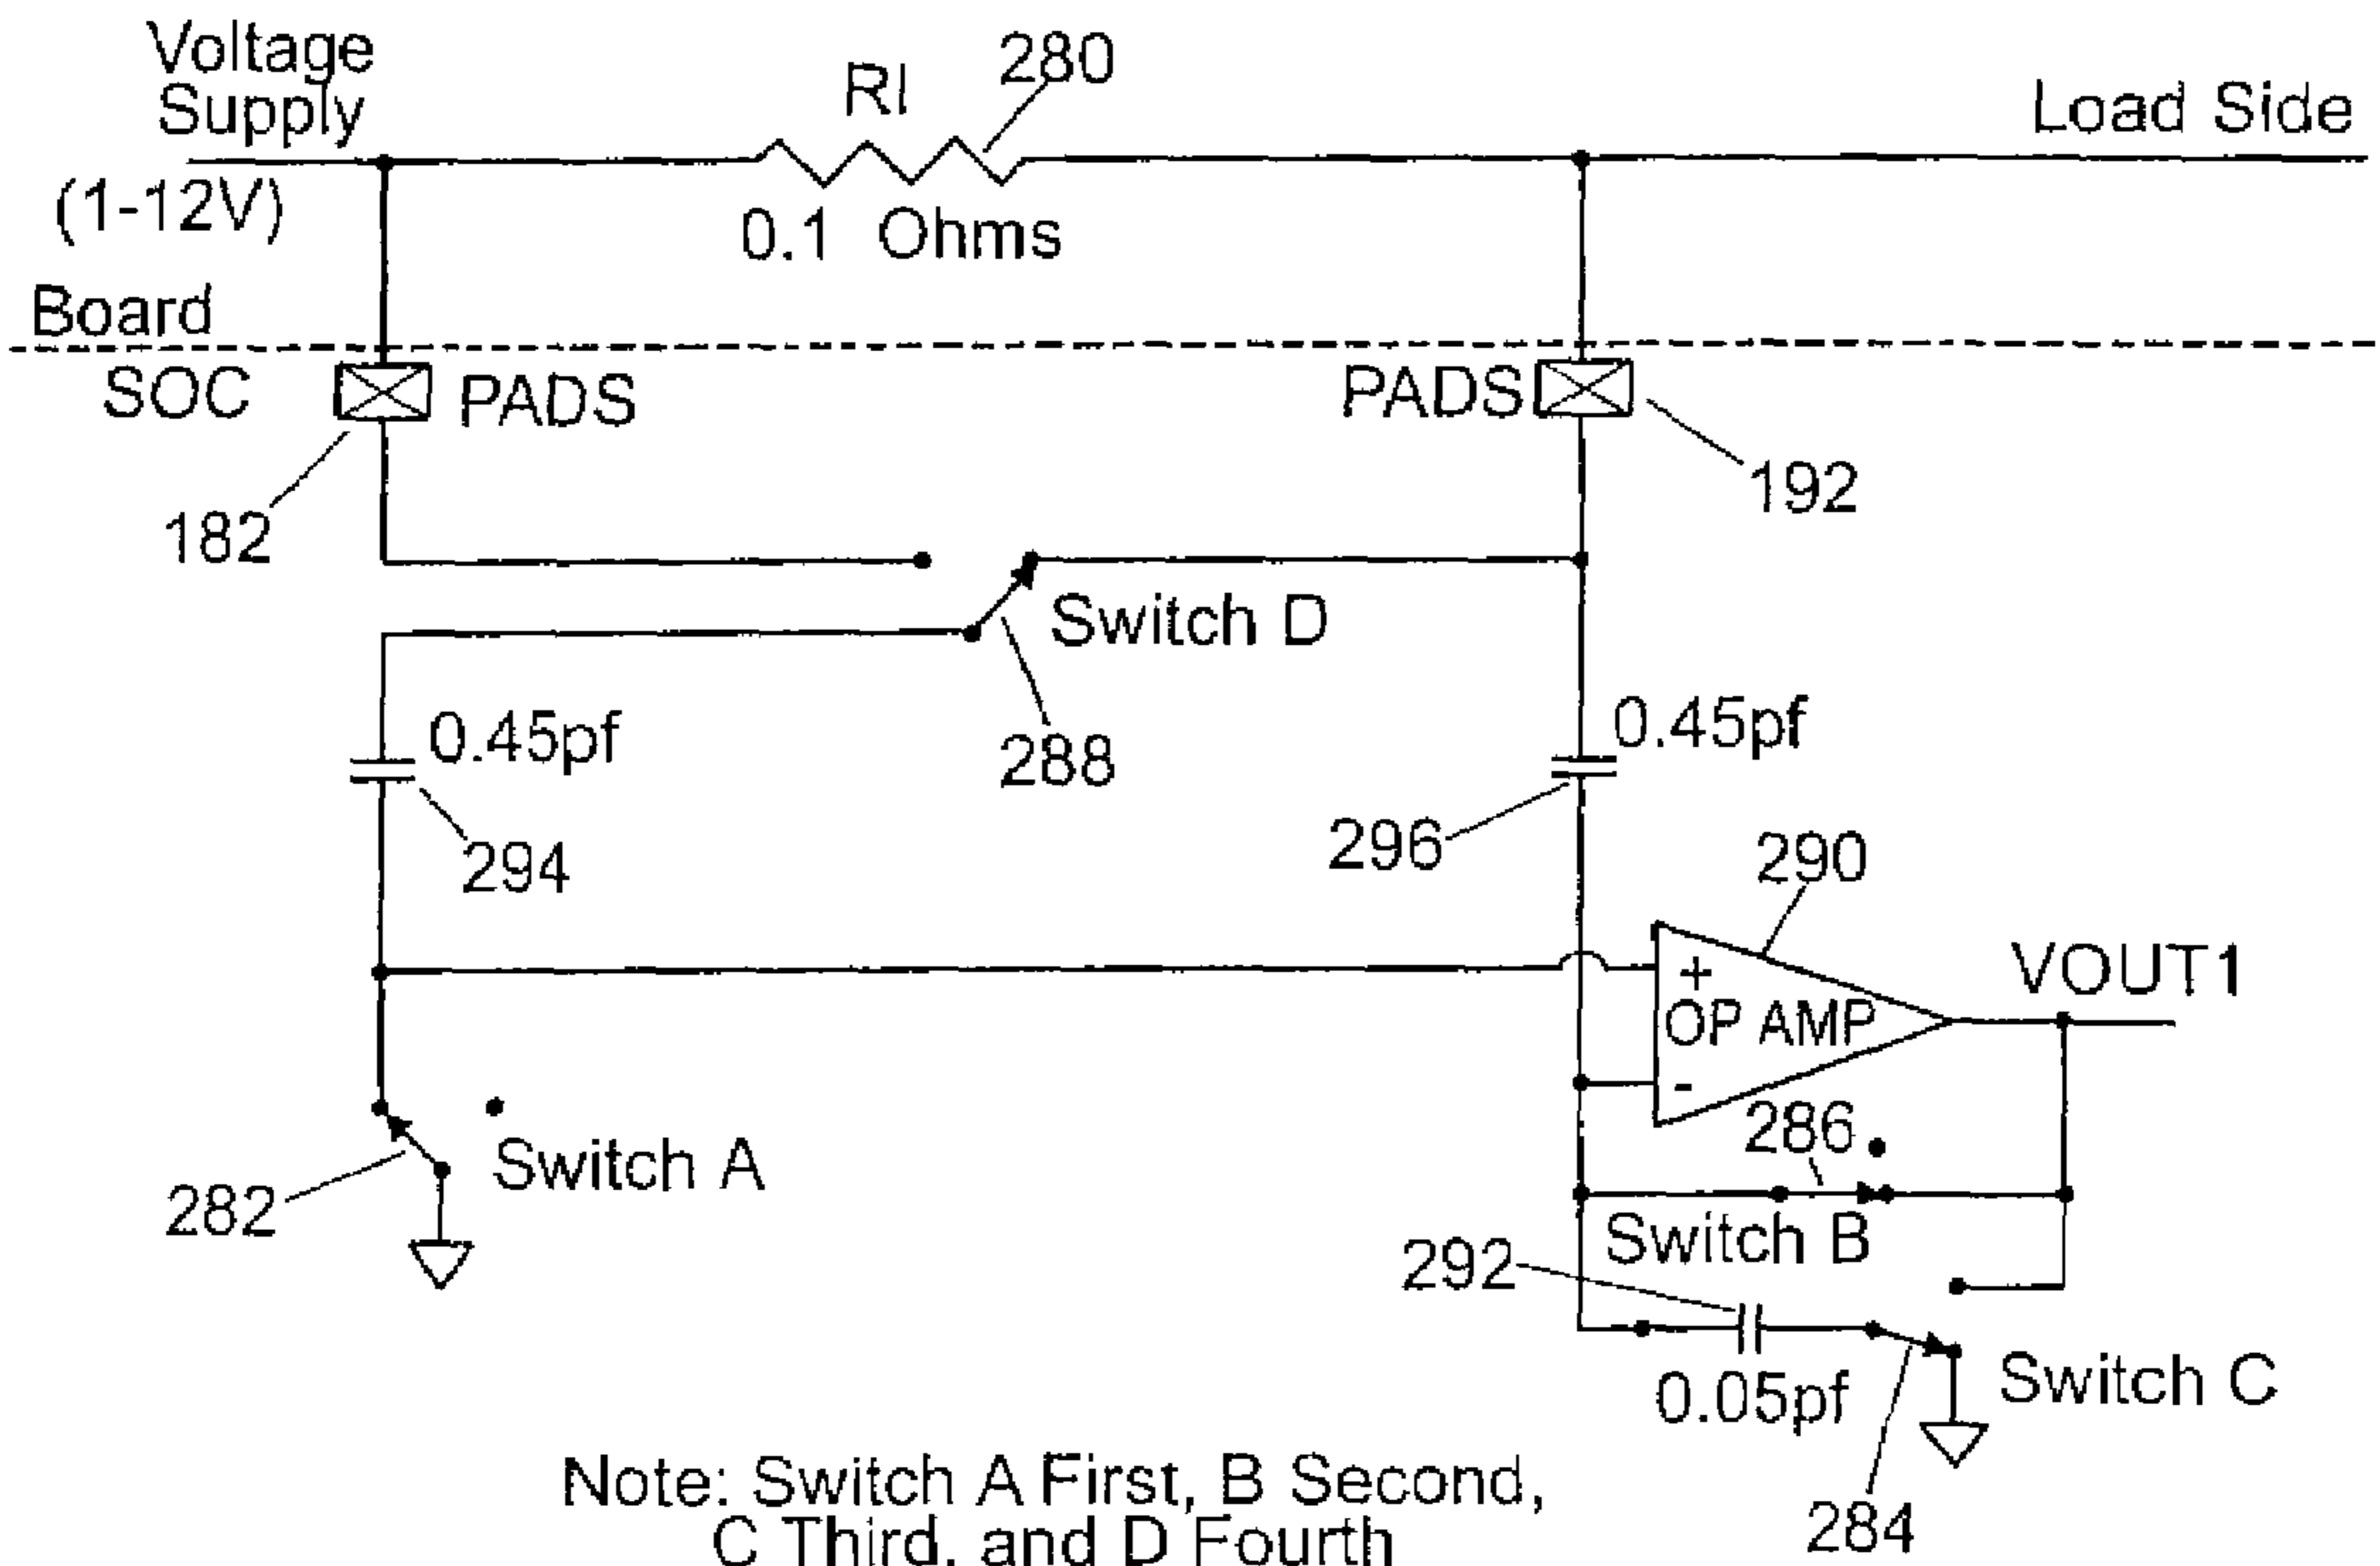 Voltage
Supply
(1-12V)
RI
280
0.1 Ohms
Load Side
Board
SOC
PADS
PADS
182
192
Switch D
288
0.45pf
294
0.45pf
296
290
+
OP AMP
-
VOUT1
Switch A
282
286
Switch B
292
0.05pf
Switch C
284
Note: Switch A First, B Second,
C Third, and D Fourth